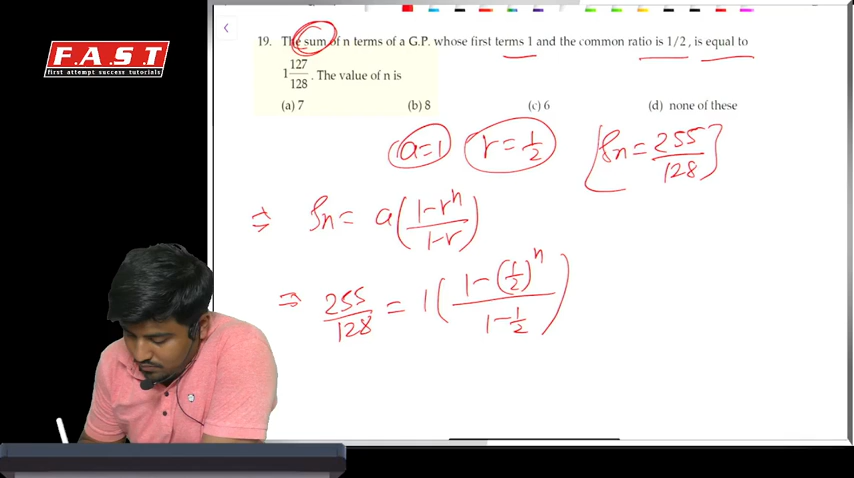 F.A.S.T
first attempt success tutorials
19. The sum of n terms of a G.P. whose first terms 1 and the common ratio is 1/2 , is equal to
1 127/128 . The value of n is
(a) 7 (b) 8 (c) 6 (d) none of these
a=1 r=1/2 [Sn=255/128]
⇒ Sn= a(1-r^n/1-r)
⇒ 255/128 = 1(1-(1/2)^n/1-1/2)